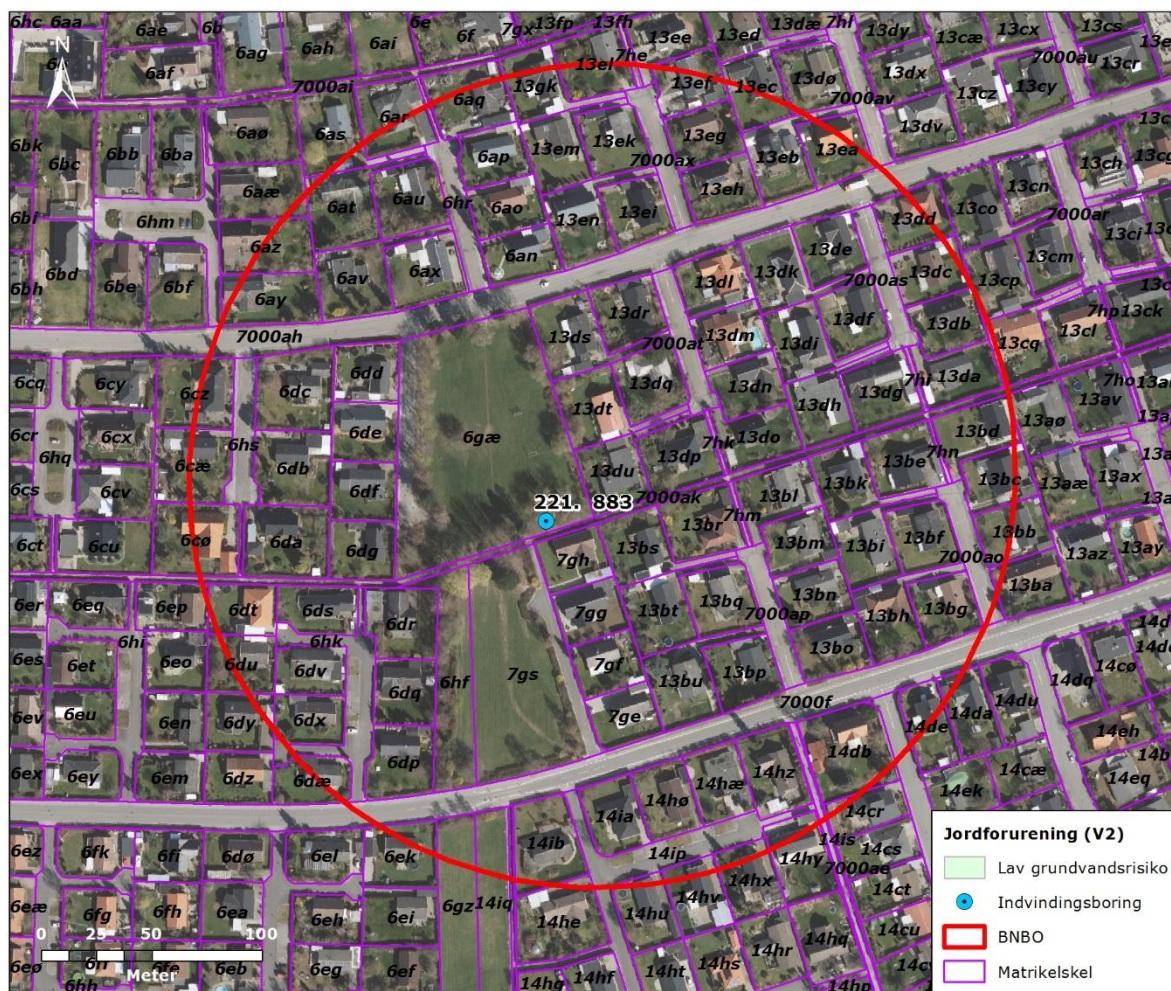 6hc 6aa 6ae 6b 6ag 6ah 6ai 6e 6f 7gx 13fp 13fh 13ee 13ed 13dæ 7hl 13dy 13cæ 13cx 13cs
N
6af 7000ai 13el 7he 13ef 13ec 13dø 7000av 13dx 13cz 13cy 7000au 13cr
6bk 6bc 6bb 6ba 6aø 6as 6ar 6aq 13gk 13em 13ek 7000ax 13eg 13eb 13ea 13dv
6bi 6hm 6aæ 6at 6au 6hr 6ap 6ao 13en 13ei 13eh 13dd 13co 13cn 13ch 7000ar
6bh 6bd 6be 6bf 6az 6ay 6av 6ax 6an 13dl 13dk 13de 7000as 13dc 13cp 13cm 13ci
7000ah 13ds 13dr 7000at 13dm 13di 13df 13db 13cq 13cl 7hp 13ck
6cq 6cy 6cz 6dc 6dd 6gæ 13dt 13dq 13dn 13dh 13dg 7hi 13da 7ho 13av
6cr 6hq 6cx 6cæ 6hs 6db 6de 13du 13dp 7hk 13do 13be 7hn 13bd 13aø
6cs 6cv 6df 7000ak 13bl 13bk 13bc 13aæ 13ax
221. 883
6ct 6cu 6cø 6da 6dg 7gh 13bs 13br 7hm 13bm 13bi 13bf 7000ao 13bb 13az 13ay
6er 6eq 6ep 6dt 6ds 6dr 7gg 13bt 13bq 7000ap 13bn 13bh 13bg 13ba
6es 6et 6hi 6eo 6du 6hk 6dv 6dq 6hf 7gs 7gf 13bu 13bp 13bo 14cø
6ev 6eu 6en 6dy 6dx 7ge 7000f 14de 14da 14du 14dq
6ex 6ey 6em 6dz 6dæ 6dp 14hæ 14hz 14db 14cæ 14eh 14eq
6ez 6fk 6fi 6dø 6el 6ek 14ib 14ia 14hø 14ip 14hy 14is 14cr 14cs 14ek
6eæ 6fg 6fh 6ea 6eh 6ei 6gz 14iq 14he 14hu 14hv 14hx 7000ae 14ct 14cu
6eø 6eb 6eg 6ef 14hq 14hf 14ht 14hs 14hr 14hq
6hh
0 25 50 100
Meter
Jordforurening (V2)
Lav grundvandsrisiko
Indvindingsboring
BNBO
Matrikelskel